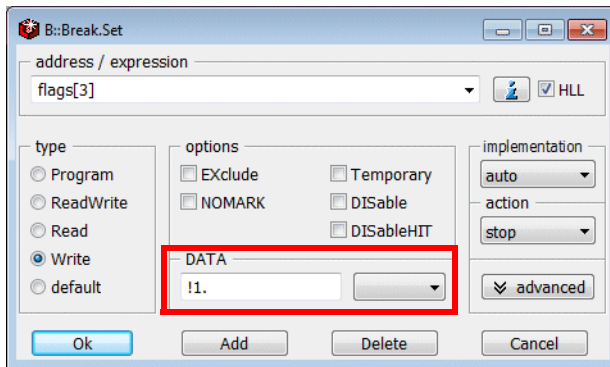 B::Break.Set
address / expression
flags[3]
i
HLL
type
Program
ReadWrite
Read
Write
default
options
EXclude
Temporary
NOMARK
DISable
DISableHIT
DATA
!1.
implementation
auto
action
stop
advanced
Ok
Add
Delete
Cancel